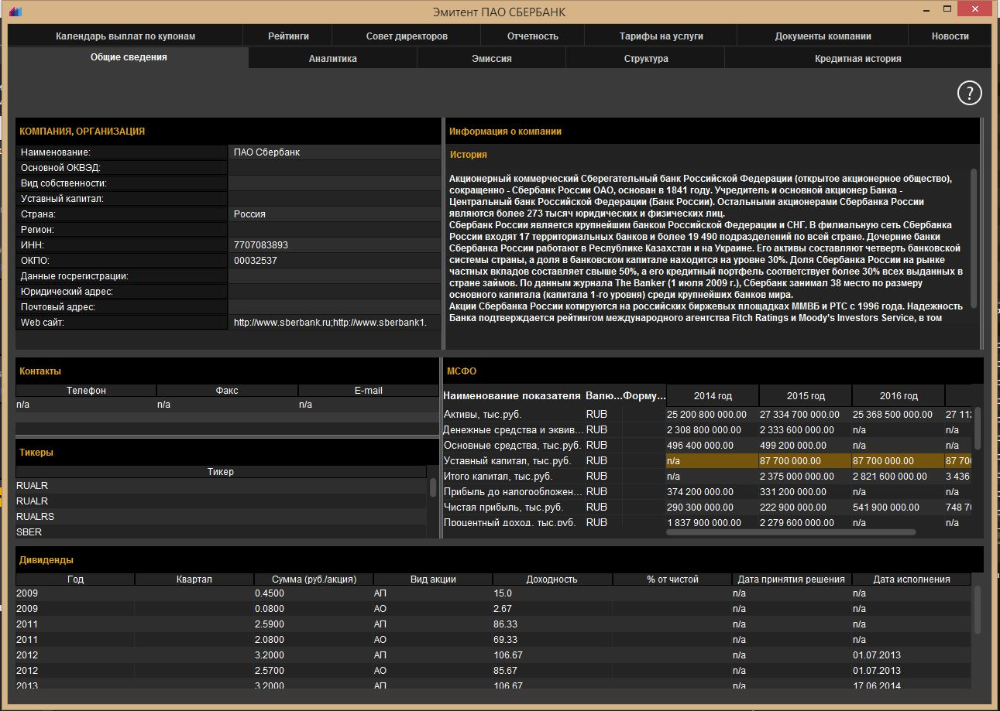 Эмитент ПАО СБЕРБАНК
Календарь выплат по купонам Рейтинги Совет директоров Отчетность Тарифы на услуги Документы компании Новости
Общие сведения Аналитика Эмиссия Структура Кредитная история
?
КОМПАНИЯ, ОРГАНИЗАЦИЯ
Наименование: ПАО Сбербанк
Основной ОКВЭД:
Вид собственности:
Уставный капитал:
Страна: Россия
Регион:
ИНН: 7707083893
ОКПО: 00032537
Данные госрегистрации:
Юридический адрес:
Почтовый адрес:
Web сайт: http://www.sberbank.ru;http://www.sberbank1.
Информация о компании
История
Акционерный коммерческий Сберегательный банк Российской Федерации (открытое акционерное общество),
сокращенно - Сбербанк России ОАО, основан в 1841 году. Учредитель и основной акционер Банка -
Центральный банк Российской Федерации (Банк России). Остальными акционерами Сбербанка России
являются более 273 тысяч юридических и физических лиц.
Сбербанк России является крупнейшим банком Российской Федерации и СНГ. В филиальную сеть Сбербанка
России входят 17 территориальных банков и более 19 490 подразделений по всей стране. Дочерние банки
Сбербанка России работают в Республике Казахстан и на Украине. Его активы составляют четверть банковской
системы страны, а доля в банковском капитале находится на уровне 30%. Доля Сбербанка России на рынке
частных вкладов составляет свыше 50%, а его кредитный портфель соответствует более 30% всех выданных в
стране займов. По данным журнала The Banker (1 июля 2009 г.), Сбербанк занимал 38 место по размеру
основного капитала (капитала 1-го уровня) среди крупнейших банков мира.
Акции Сбербанка России котируются на российских биржевых площадках ММВБ и РТС с 1996 года. Надежность
Банка подтверждается рейтингом международного агентства Fitch Ratings и Moody's Investors Service, в том
Контакты
Телефон Факс E-mail
n/a n/a n/a
Тикеры
Тикер
RUALR
RUALR
RUALRS
SBER
МСФО
Наименование показателя Валю... Форму... 2014 год 2015 год 2016 год
Активы, тыс.руб. RUB 25 200 800 000.00 27 334 700 000.00 25 368 500 000.00 27 112
Денежные средства и эквив... RUB 2 308 800 000.00 2 333 600 000.00 n/a n/a
Основные средства, тыс.руб. RUB 496 400 000.00 499 200 000.00 n/a n/a
Уставный капитал, тыс.руб. RUB n/a 87 700 000.00 87 700 000.00 87 700
Итого капитал, тыс.руб. RUB n/a 2 375 000 000.00 2 821 600 000.00 3 436
Прибыль до налогообложен... RUB 374 200 000.00 331 200 000.00 n/a n/a
Чистая прибыль, тыс.руб. RUB 290 300 000.00 222 900 000.00 541 900 000.00 748 7
Процентный доход, тыс.руб. RUB 1 837 900 000.00 2 279 600 000.00 n/a n/a
Дивиденды
Год Квартал Сумма (руб./акция) Вид акции Доходность % от чистой Дата принятия решения Дата исполнения
2009 0.4500 АП 15.0 n/a n/a
2009 0.0800 АО 2.67 n/a n/a
2011 2.5900 АП 86.33 n/a n/a
2011 2.0800 АО 69.33 n/a n/a
2012 3.2000 АП 106.67 n/a 01.07.2013
2012 2.5700 АО 85.67 n/a 01.07.2013
2013 3.2000 АП 106.67 n/a 17.06.2014